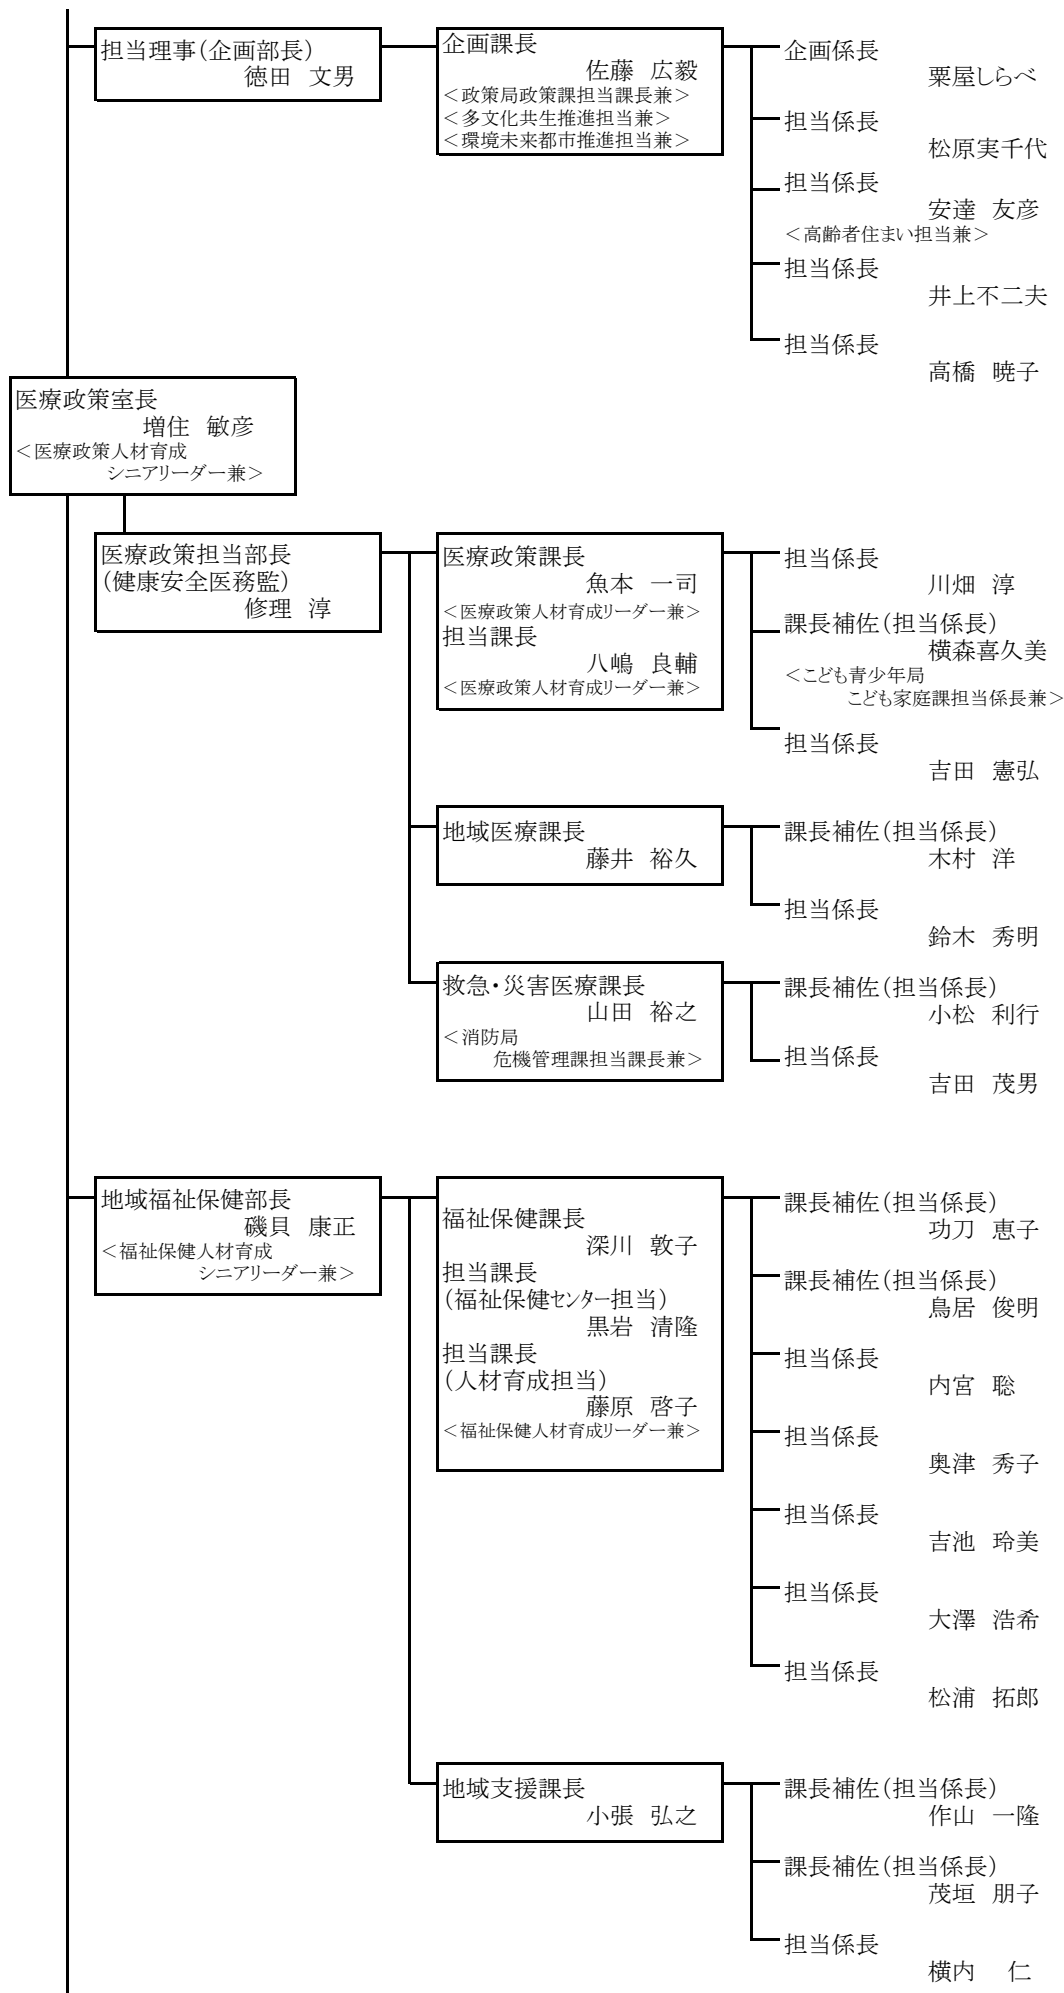 担当理事(企画部長)
徳田 文男
企画課長
佐藤 広毅
<政策局政策課担当課長兼>
<多文化共生推進担当兼>
<環境未来都市推進担当兼>
企画係長
粟屋しらべ
担当係長
松原実千代
担当係長
安達 友彦
<高齢者住まい担当兼>
担当係長
井上不二夫
担当係長
高橋 暁子
医療政策室長
増住 敏彦
<医療政策人材育成
シニアリーダー兼>
医療政策担当部長
(健康安全医務監)
修理 淳
医療政策課長
魚本 一司
<医療政策人材育成リーダー兼>
担当課長
八嶋 良輔
<医療政策人材育成リーダー兼>
担当係長
川畑 淳
課長補佐(担当係長)
横森喜久美
<こども青少年局
こども家庭課担当係長兼>
担当係長
吉田 憲弘
地域医療課長
藤井 裕久
課長補佐(担当係長)
木村 洋
担当係長
鈴木 秀明
救急・災害医療課長
山田 裕之
<消防局
危機管理課担当課長兼>
課長補佐(担当係長)
小松 利行
担当係長
吉田 茂男
地域福祉保健部長
磯貝 康正
<福祉保健人材育成
シニアリーダー兼>
福祉保健課長
深川 敦子
担当課長
(福祉保健センター担当)
黒岩 清隆
担当課長
(人材育成担当)
藤原 啓子
<福祉保健人材育成リーダー兼>
課長補佐(担当係長)
功刀 恵子
課長補佐(担当係長)
鳥居 俊明
担当係長
内宮 聡
担当係長
奥津 秀子
担当係長
吉池 玲美
担当係長
大澤 浩希
担当係長
松浦 拓郎
地域支援課長
小張 弘之
課長補佐(担当係長)
作山 一隆
課長補佐(担当係長)
茂垣 朋子
担当係長
横内 仁